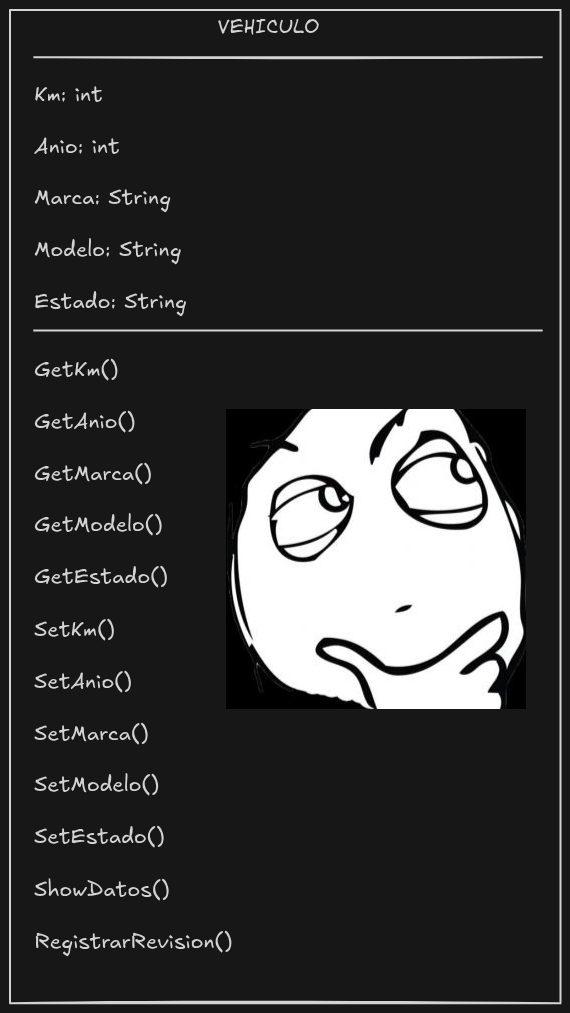 VEHICULO
Km: int
Anio: int
Marca: String
Modelo: String
Estado: String
GetKm()
GetAnio()
GetMarca()
GetModelo()
GetEstado()
SetKm()
SetAnio()
SetMarca()
SetModelo()
SetEstado()
ShowDatos()
RegistrarRevision()